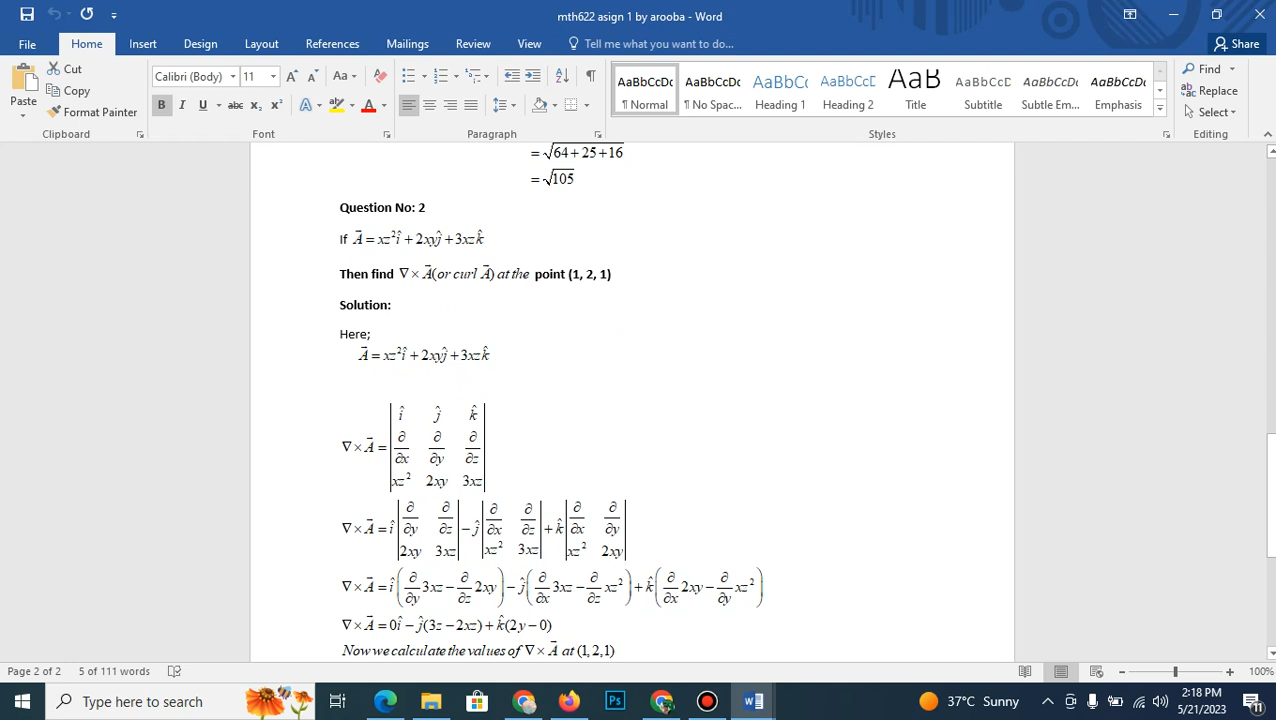 mth622 asign 1 by arooba - Word
File Home Insert Design Layout References Mailings Review View Tell me what you want to do... Share
Paste Cut Copy Format Painter Clipboard
Calibri (Body) 11 Font
Paragraph
AaBbCcDc ¶ Normal
AaBbCcDc ¶ No Spac...
AaBbCc Heading 1
AaBbCcD Heading 2
AaB Title
AaBbCcD Subtitle
AaBbCcDt Subtle Em...
AaBbCcDt Emphasis
Styles
Find Replace Select Editing
= √64+25+16
= √105
Question No: 2
If A⃗ = xz²î + 2xyĵ + 3xzk̂
Then find ∇ × A⃗(or curl A⃗) at the point (1, 2, 1)
Solution:
Here;
A⃗ = xz²î + 2xyĵ + 3xzk̂
∇ × A⃗ = | î ĵ k̂ |
| ∂/∂x ∂/∂y ∂/∂z |
| xz² 2xy 3xz |
∇ × A⃗ = î | ∂/∂y ∂/∂z ; 2xy 3xz | − ĵ | ∂/∂x ∂/∂z ; xz² 3xz | + k̂ | ∂/∂x ∂/∂y ; xz² 2xy |
∇ × A⃗ = î (∂/∂y 3xz − ∂/∂z 2xy) − ĵ (∂/∂x 3xz − ∂/∂z xz²) + k̂ (∂/∂x 2xy − ∂/∂y xz²)
∇ × A⃗ = 0î − ĵ(3z − 2xz) + k̂(2y − 0)
Now we calculate the values of ∇ × A⃗ at (1,2,1)
Page 2 of 2 5 of 111 words 100%
Type here to search
37°C Sunny
2:18 PM
5/21/2023
11